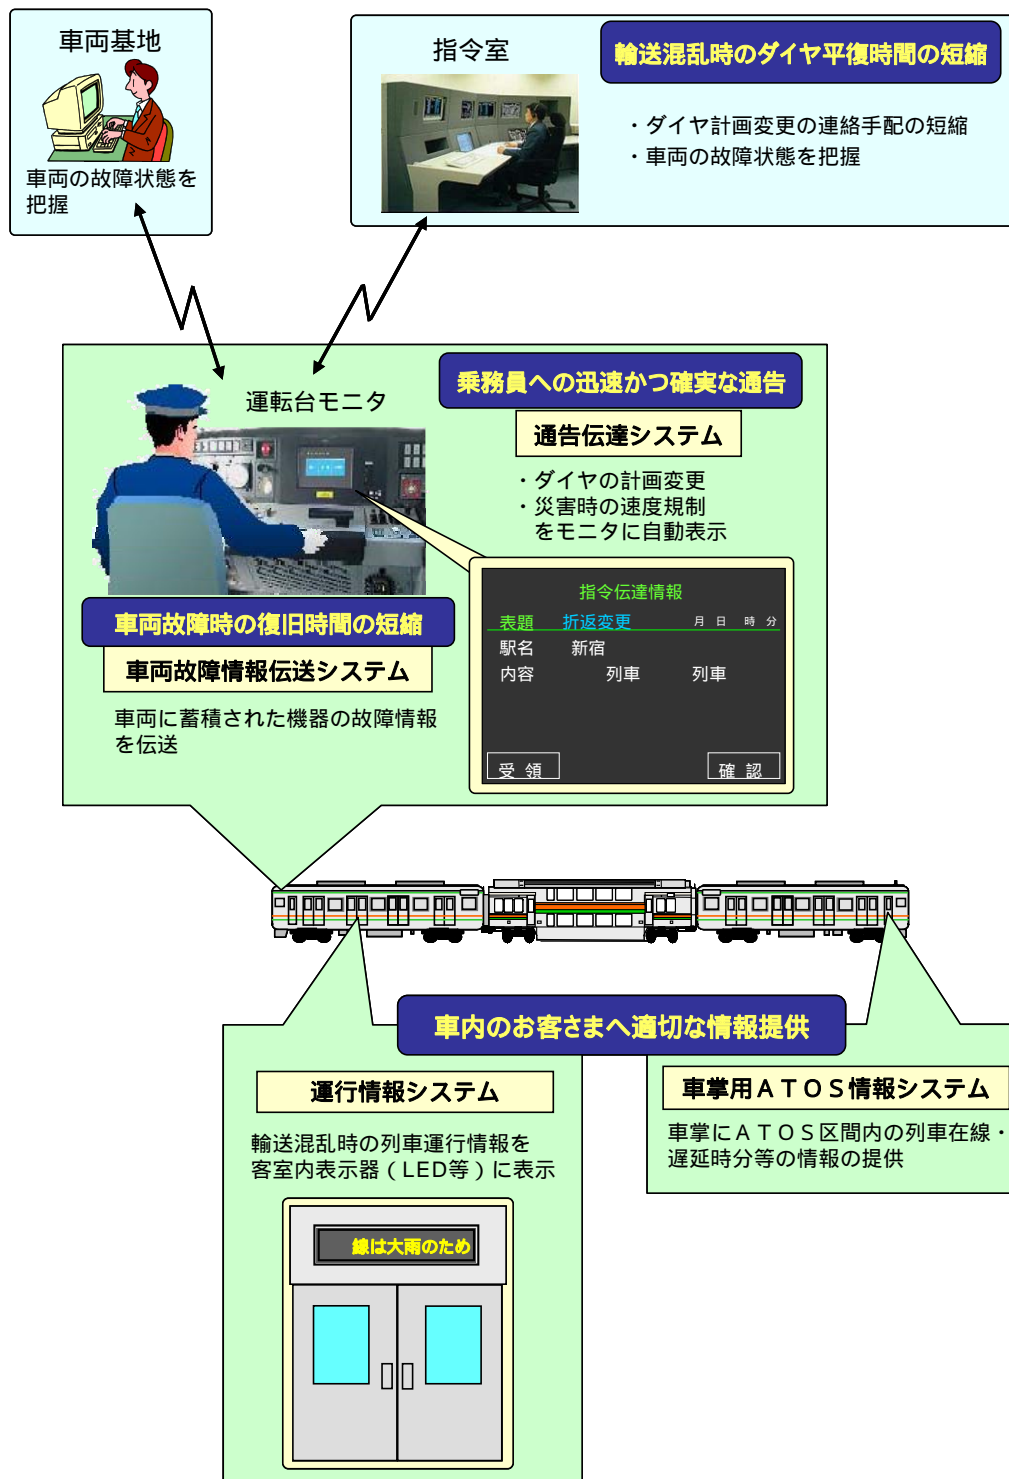 車両基地
車両の故障状態を
把握
指令室
輸送混乱時のダイヤ平復時間の短縮
・ダイヤ計画変更の連絡手配の短縮
・車両の故障状態を把握
運転台モニタ
乗務員への迅速かつ確実な通告
通告伝達システム
・ダイヤの計画変更
・災害時の速度規制
をモニタに自動表示
指令伝達情報
表題 折返変更 月 日 時 分
駅名 新宿
内容 列車 列車
受 領 確 認
車両故障時の復旧時間の短縮
車両故障情報伝送システム
車両に蓄積された機器の故障情報
を伝送
車内のお客さまへ適切な情報提供
運行情報システム
輸送混乱時の列車運行情報を
客室内表示器（LED等）に表示
線は大雨のため
車掌用ＡＴＯＳ情報システム
車掌にＡＴＯＳ区間内の列車在線・
遅延時分等の情報の提供